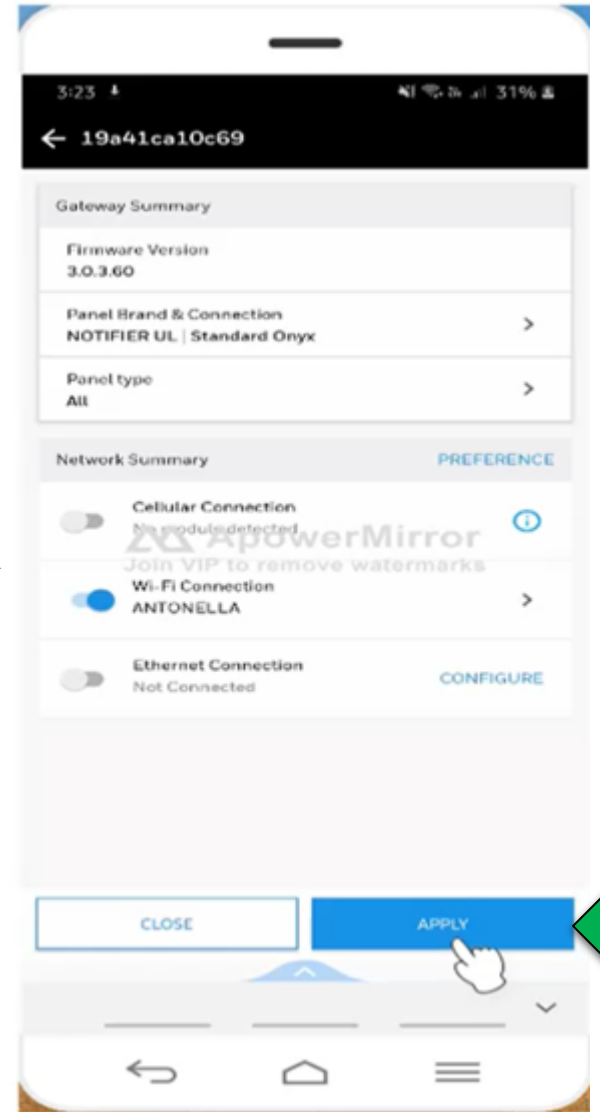 3:23 31%
19a41ca10c69
Gateway Summary
Firmware Version
3.0.3.60
Panel Brand & Connection
NOTIFIER UL | Standard Onyx
Panel type
All
Network Summary PREFERENCE
Cellular Connection
No module detected
ApowerMirror
Join VIP to remove watermarks
Wi-Fi Connection
ANTONELLA
Ethernet Connection
Not Connected CONFIGURE
CLOSE APPLY